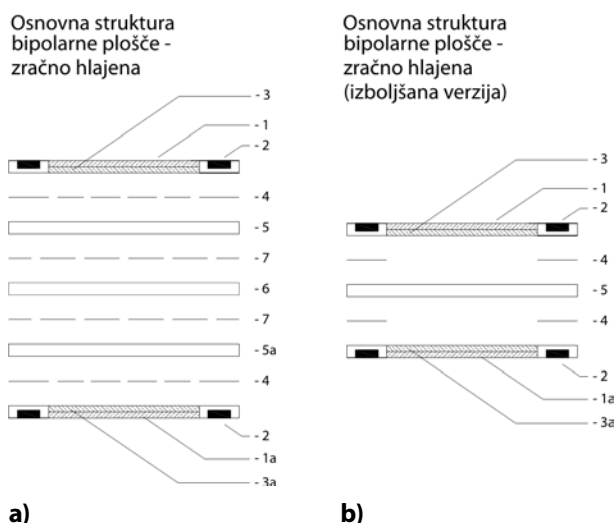 Osnovna struktura
bipolarne plošče -
zračno hlajena
- 3
- 1
- 2
- 4
- 5
- 7
- 6
- 7
- 5a
- 4
- 2
- 1a
- 3a
a)
Osnovna struktura
bipolarne plošče -
zračno hlajena
(izboljšana verzija)
- 3
- 1
- 2
- 4
- 5
- 4
- 2
- 1a
- 3a
b)